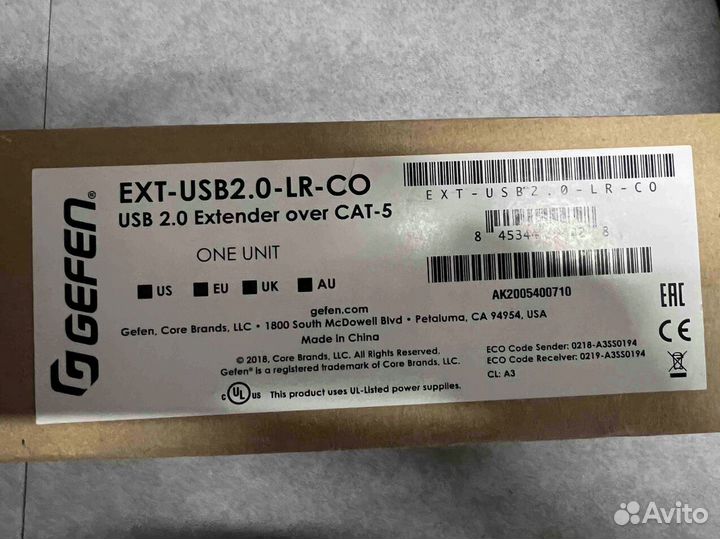 GEFEN®
EXT-USB2.0-LR-CO
USB 2.0 Extender over CAT-5
ONE UNIT
US EU UK AU
EXT-USB2.0-LR-CO
AK2005400710
gefen.com
Gefen, Core Brands, LLC • 1800 South McDowell Blvd • Petaluma, CA 94954, USA
Made in China
© 2018, Core Brands, LLC. All Rights Reserved.
Gefen® is a registered trademark of Core Brands, LLC.
c UL US This product uses UL-Listed power supplies.
ECO Code Sender: 0218-A3SS0194
ECO Code Receiver: 0219-A3SS0194
CL: A3
EAC
CE
Avito